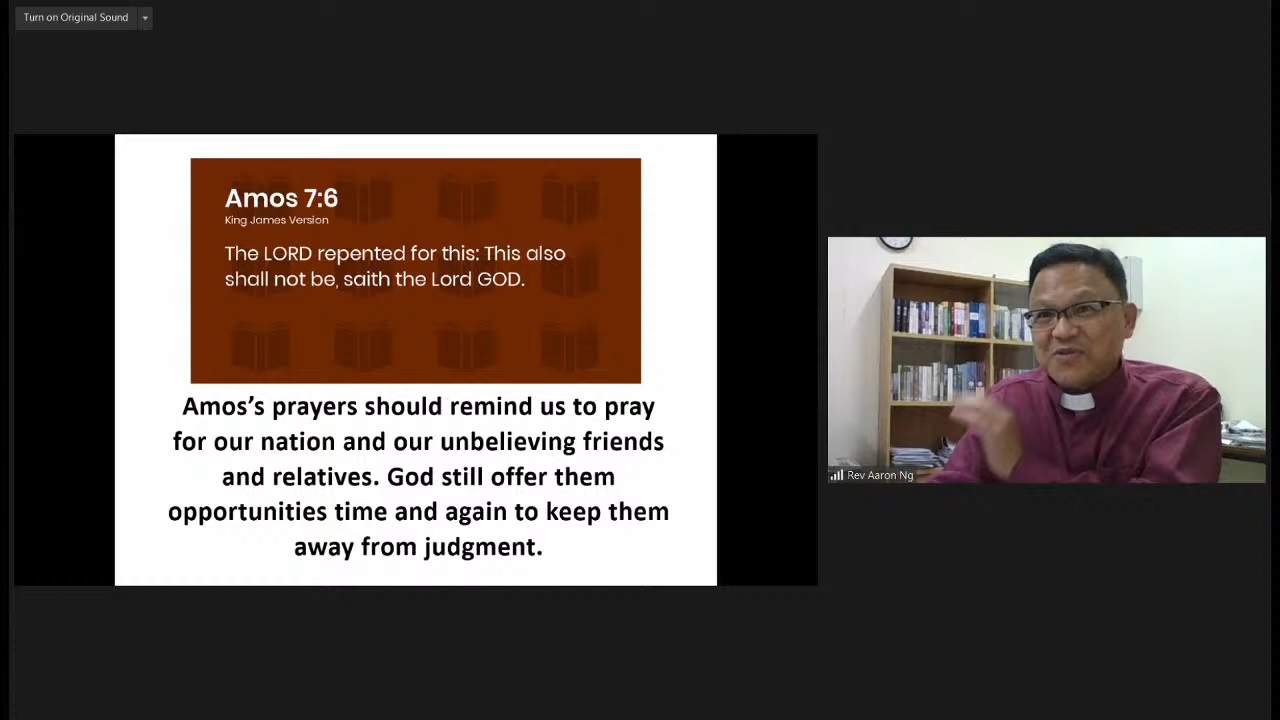 Turn on Original Sound
Amos 7:6
King James Version
The LORD repented for this: This also
shall not be, saith the Lord GOD.
Amos’s prayers should remind us to pray
for our nation and our unbelieving friends
and relatives. God still offer them
opportunities time and again to keep them
away from judgment.
Rev Aaron Ng